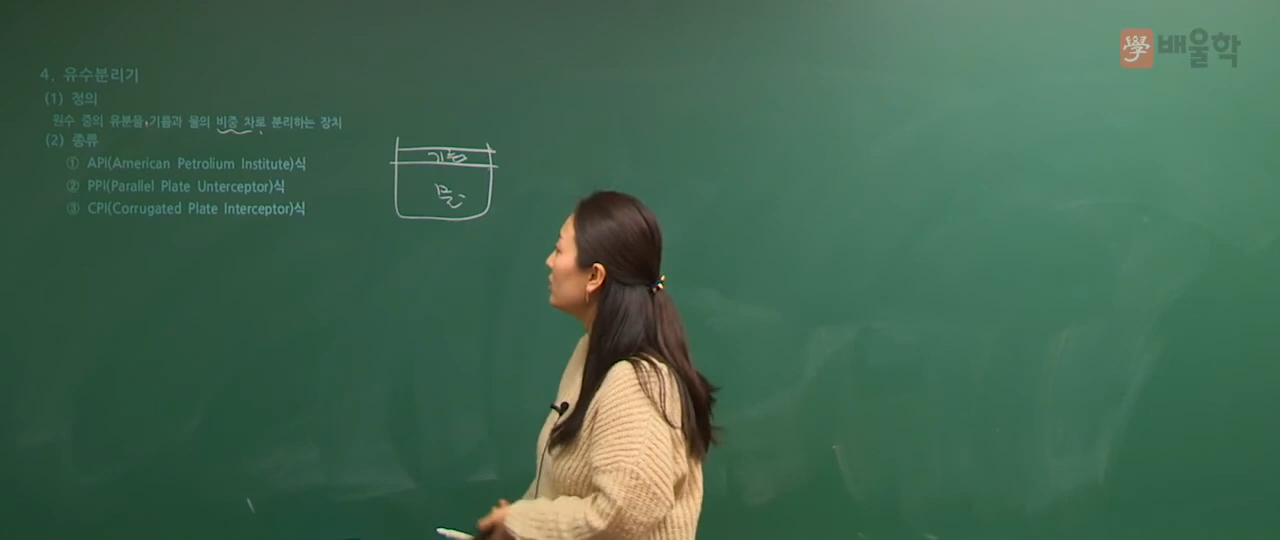 學 배울학
4. 유수분리기
(1) 정의
원수 중의 유분을 기름과 물의 비중 차로 분리하는 장치
(2) 종류
① API(American Petrolium Institute)식
② PPI(Parallel Plate Unterceptor)식
③ CPI(Corrugated Plate Interceptor)식
기름
물